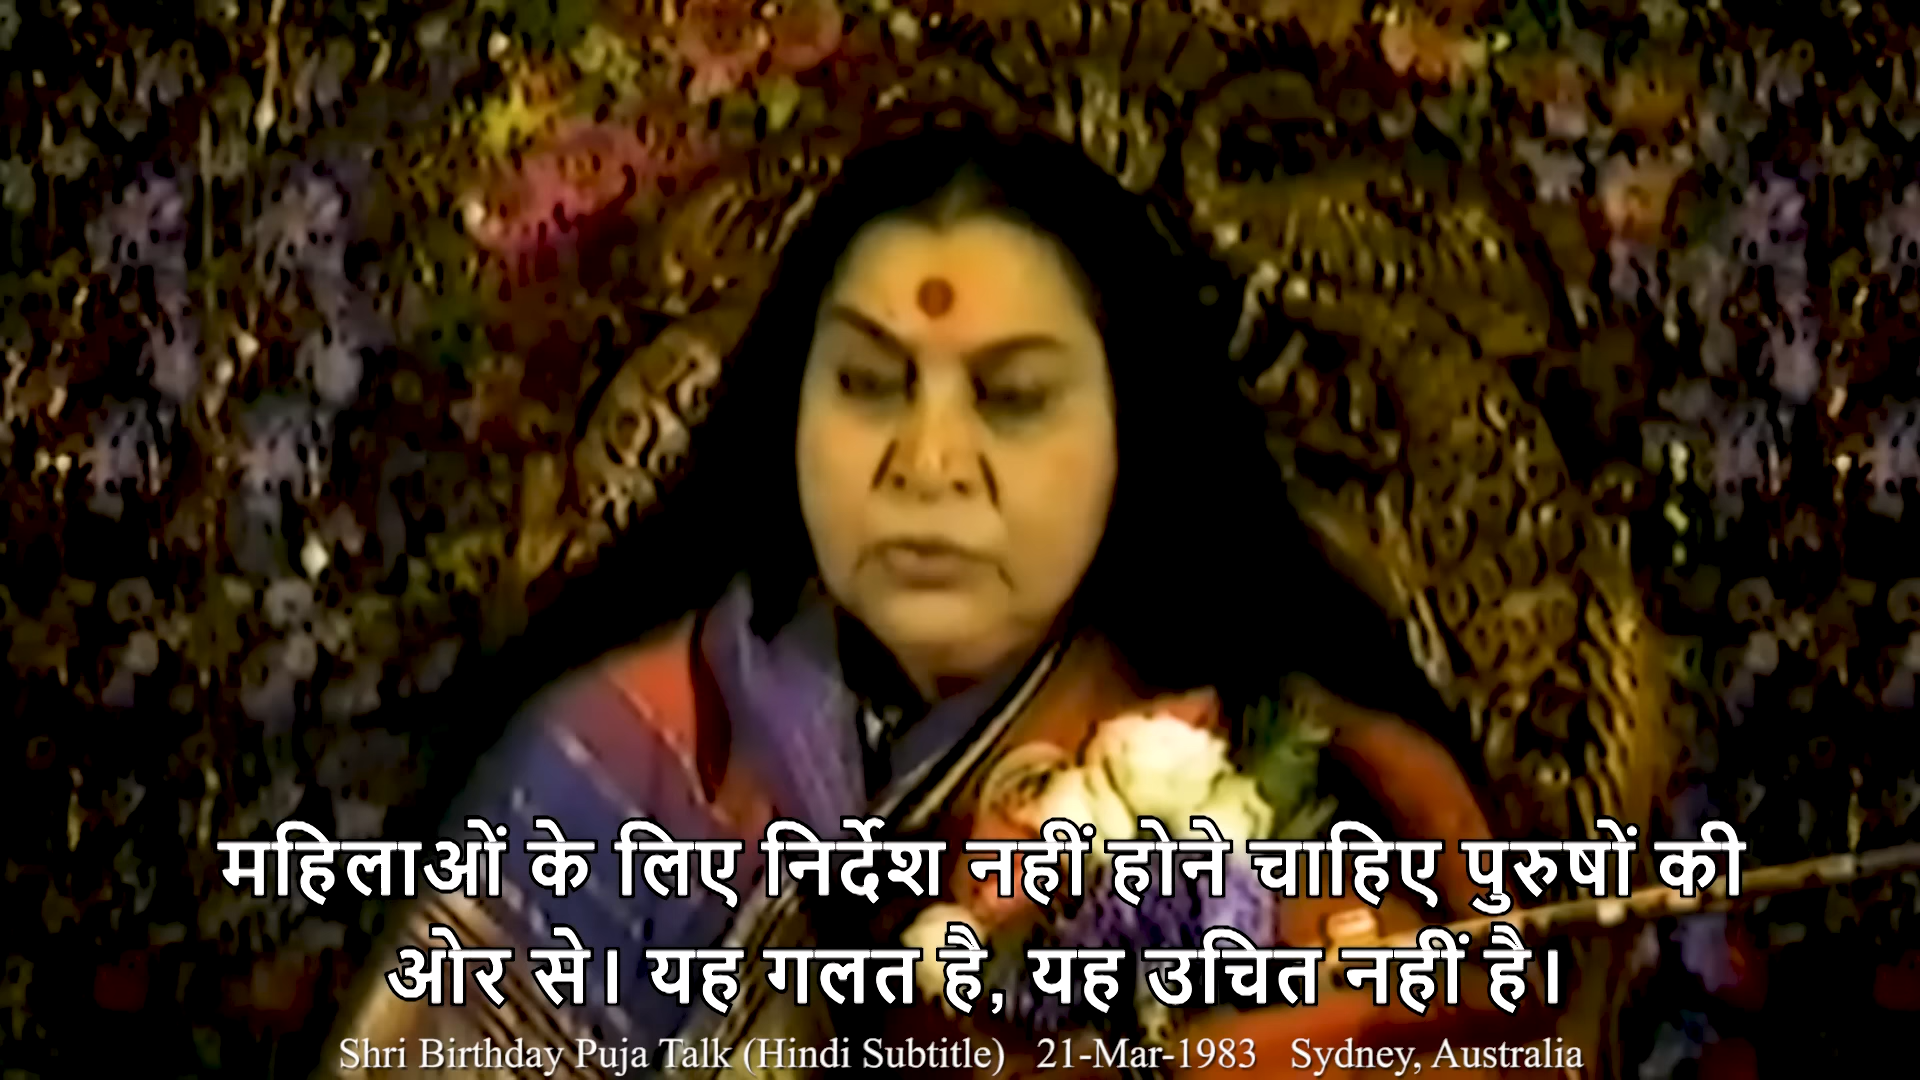 महिलाओं के लिए निर्देश नहीं होने चाहिए पुरुषों की
ओर से। यह गलत है, यह उचित नहीं है।
Shri Birthday Puja Talk (Hindi Subtitle) 21-Mar-1983 Sydney, Australia